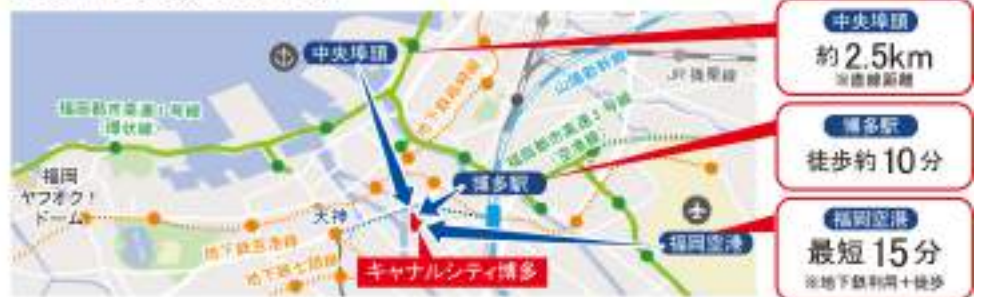 中央埠頭
約2.5km
※直線距離
博多駅
徒歩約10分
福岡空港
最短15分
※地下鉄利用+徒歩
中央埠頭
地下鉄箱崎線
山陽新幹線
JR篠栗線
福岡都市高速1号線
(環状線)
福岡都市高速2号線
空港線
福岡
ヤフオク!
ドーム
天神
博多駅
福岡空港
地下鉄空港線
地下鉄七隈線
キャナルシティ博多